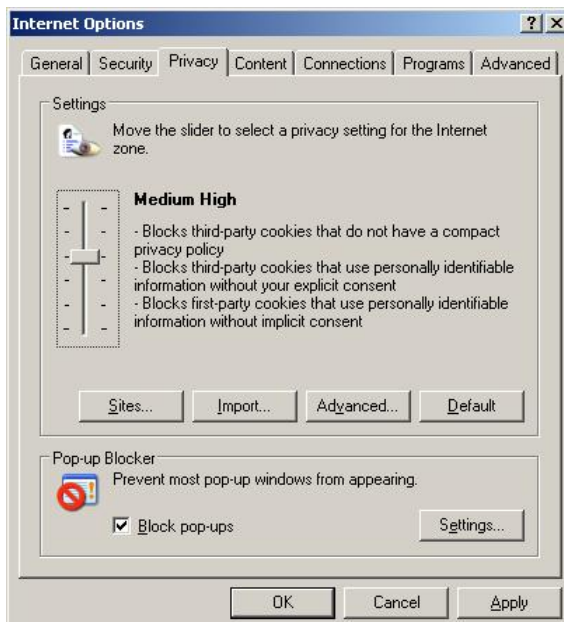 Internet Options
General Security Privacy Content Connections Programs Advanced
Settings
Move the slider to select a privacy setting for the Internet
zone.
Medium High
- Blocks third-party cookies that do not have a compact
privacy policy
- Blocks third-party cookies that use personally identifiable
information without your explicit consent
- Blocks first-party cookies that use personally identifiable
information without implicit consent
Sites... Import... Advanced... Default
Pop-up Blocker
Prevent most pop-up windows from appearing.
Block pop-ups Settings...
OK Cancel Apply